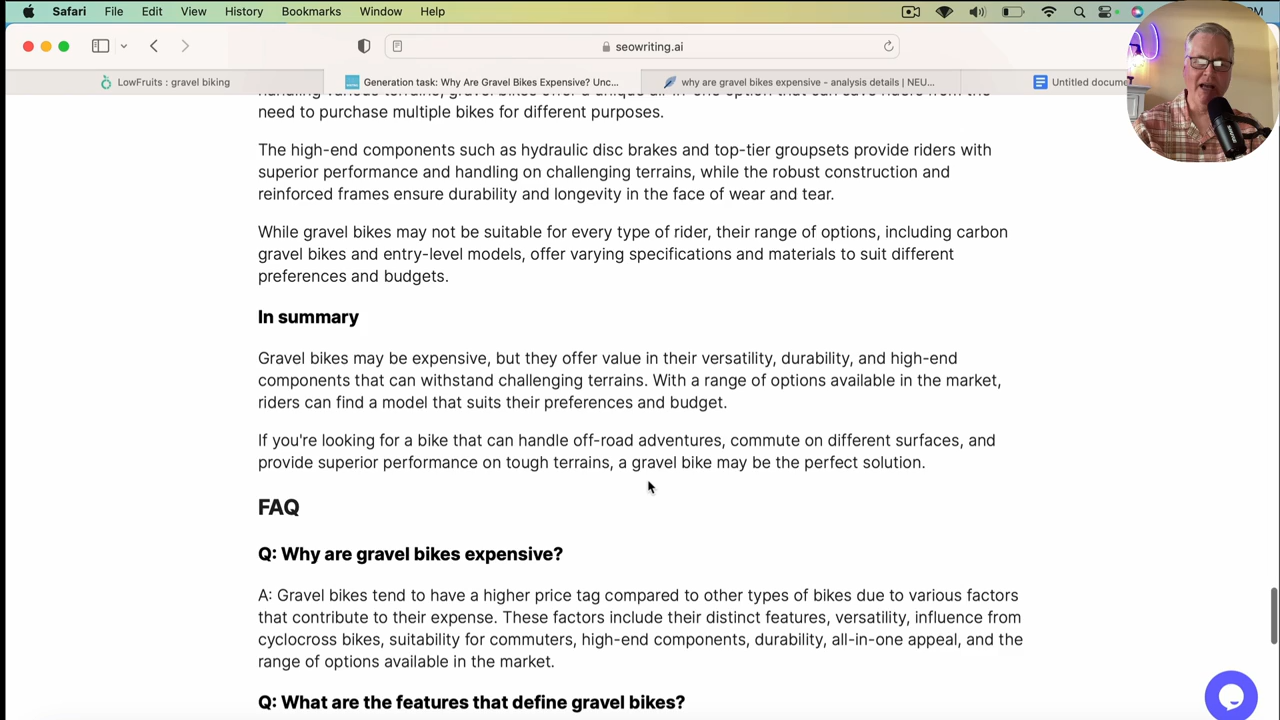 Safari File Edit View History Bookmarks Window Help
seowriting.ai
LowFruits : gravel biking
Generation task: Why Are Gravel Bikes Expensive? Unc...
why are gravel bikes expensive - analysis details | NEU...
Untitled docume
need to purchase multiple bikes for different purposes.
The high-end components such as hydraulic disc brakes and top-tier groupsets provide riders with
superior performance and handling on challenging terrains, while the robust construction and
reinforced frames ensure durability and longevity in the face of wear and tear.
While gravel bikes may not be suitable for every type of rider, their range of options, including carbon
gravel bikes and entry-level models, offer varying specifications and materials to suit different
preferences and budgets.
In summary
Gravel bikes may be expensive, but they offer value in their versatility, durability, and high-end
components that can withstand challenging terrains. With a range of options available in the market,
riders can find a model that suits their preferences and budget.
If you're looking for a bike that can handle off-road adventures, commute on different surfaces, and
provide superior performance on tough terrains, a gravel bike may be the perfect solution.
FAQ
Q: Why are gravel bikes expensive?
A: Gravel bikes tend to have a higher price tag compared to other types of bikes due to various factors
that contribute to their expense. These factors include their distinct features, versatility, influence from
cyclocross bikes, suitability for commuters, high-end components, durability, all-in-one appeal, and the
range of options available in the market.
Q: What are the features that define gravel bikes?